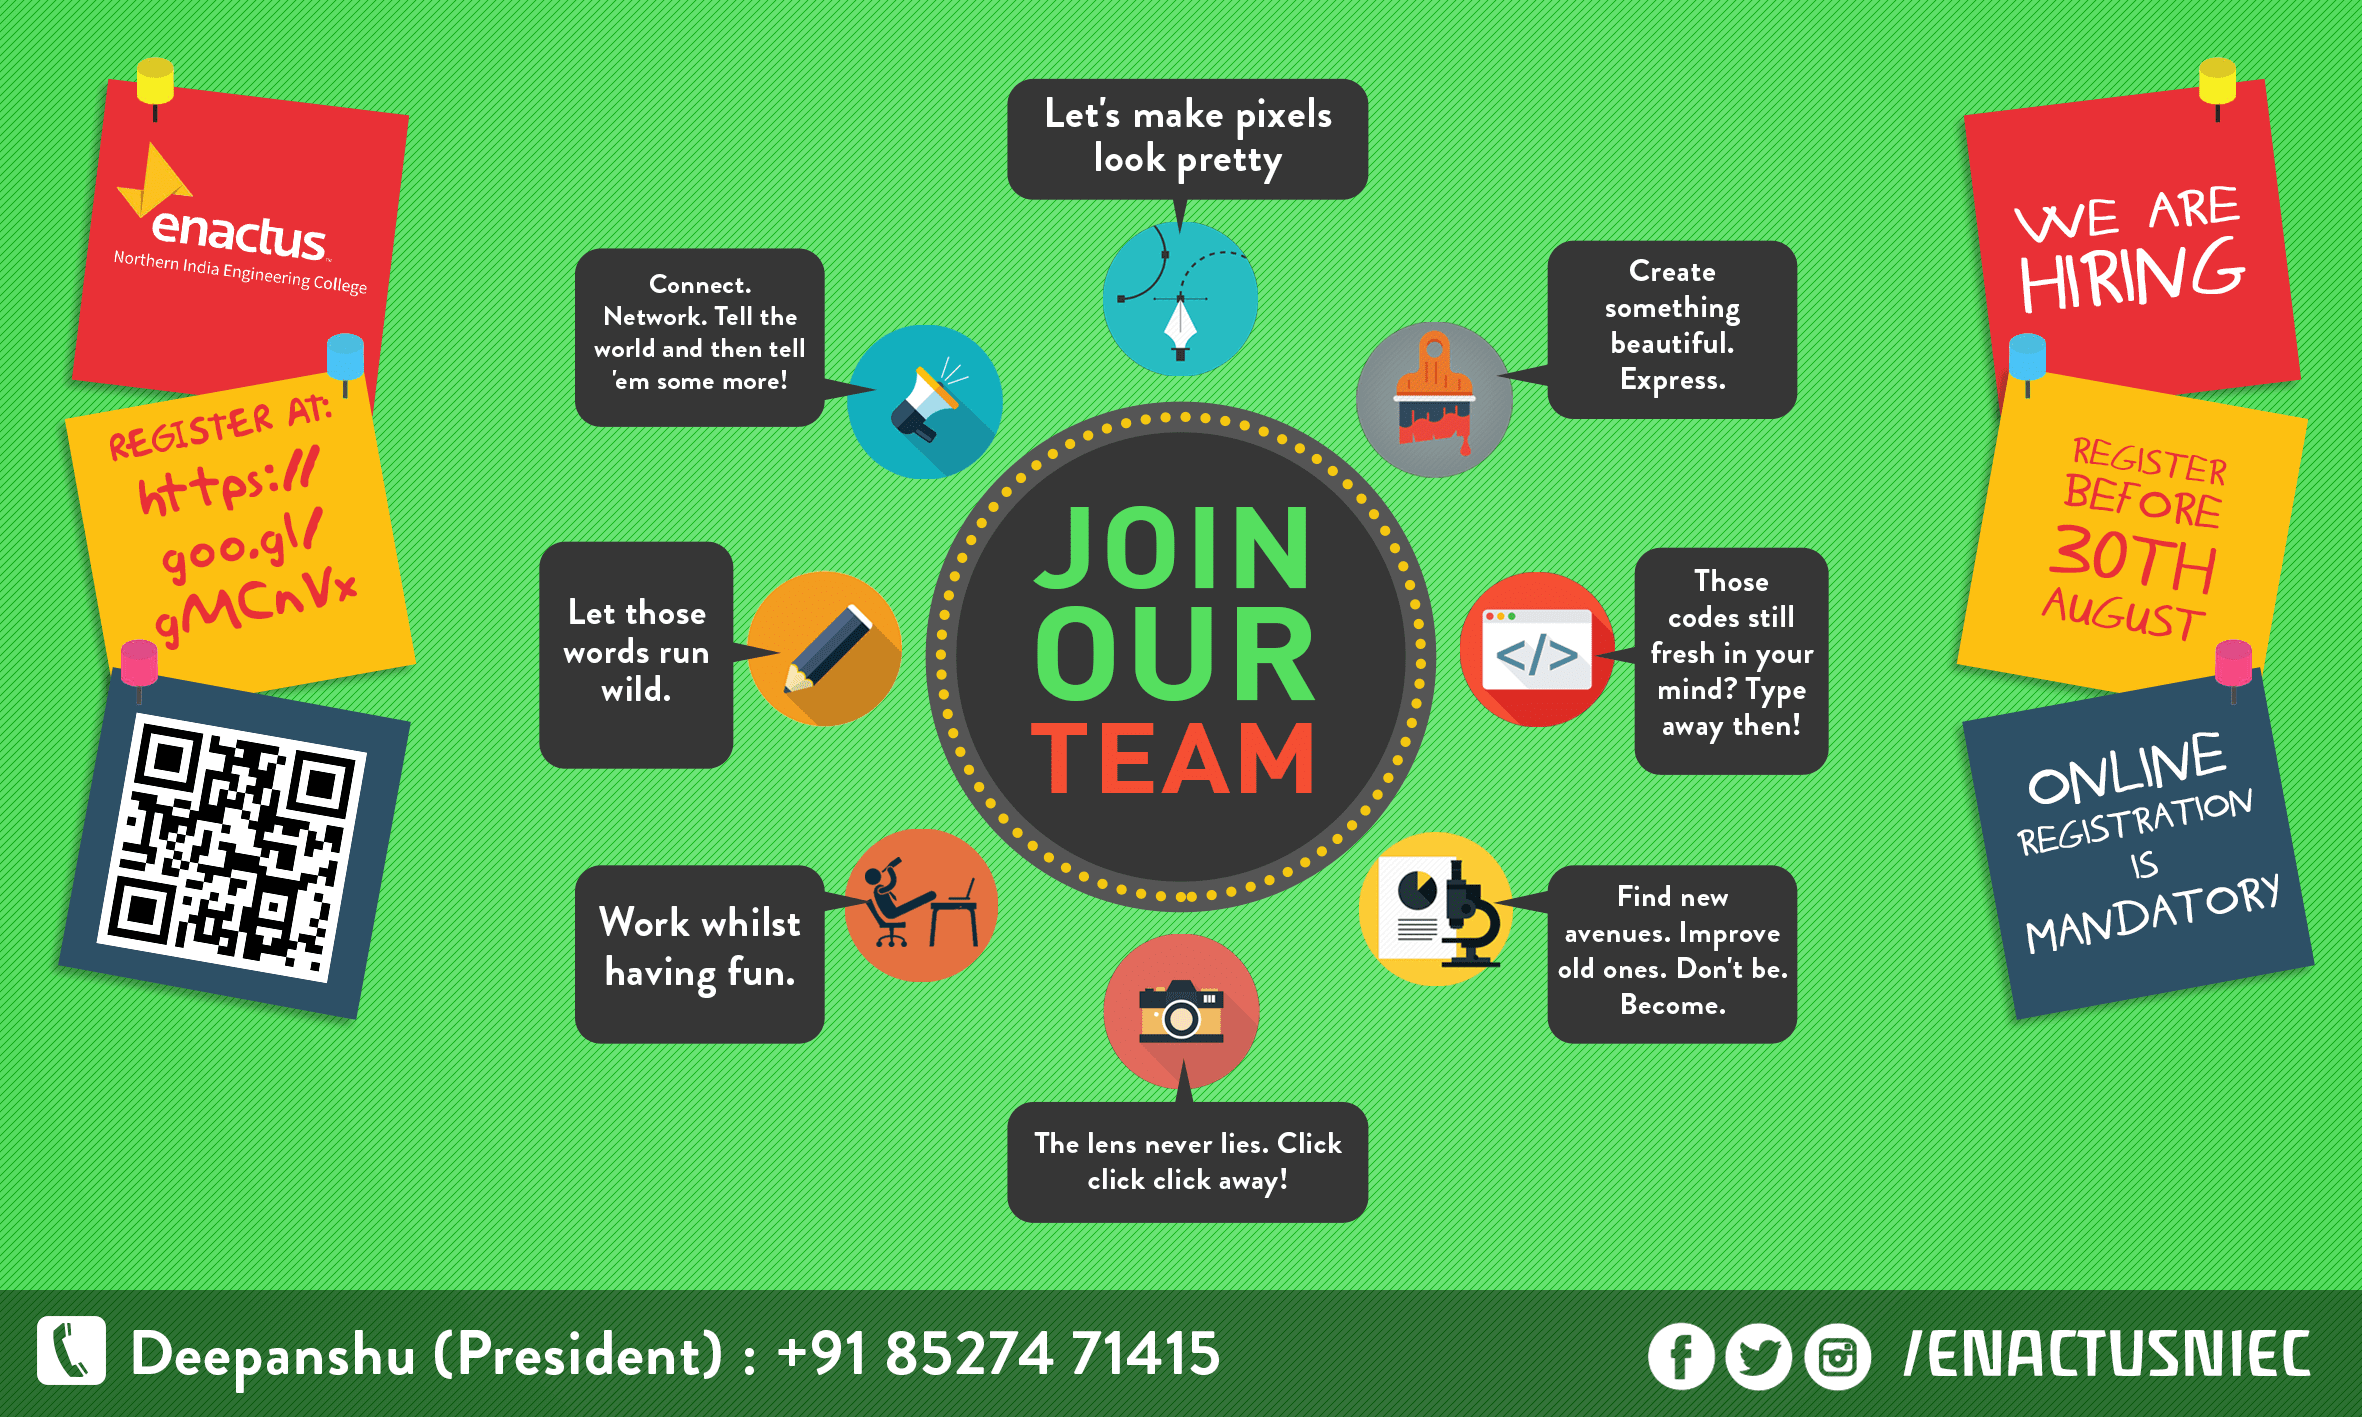 enactus
Northern India Engineering College
REGISTER AT:
https://
goo.gl/
gMCnVx
Let's make pixels
look pretty
Connect.
Network. Tell the
world and then tell
'em some more!
Create
something
beautiful.
Express.
Let those
words run
wild.
JOIN
OUR
TEAM
Those
codes still
fresh in your
mind? Type
away then!
Work whilst
having fun.
Find new
avenues. Improve
old ones. Don't be.
Become.
The lens never lies. Click
click click away!
WE ARE
HIRING
REGISTER
BEFORE
30TH
AUGUST
ONLINE
REGISTRATION
IS
MANDATORY
Deepanshu (President) : +91 85274 71415
/ENACTUSNIEC